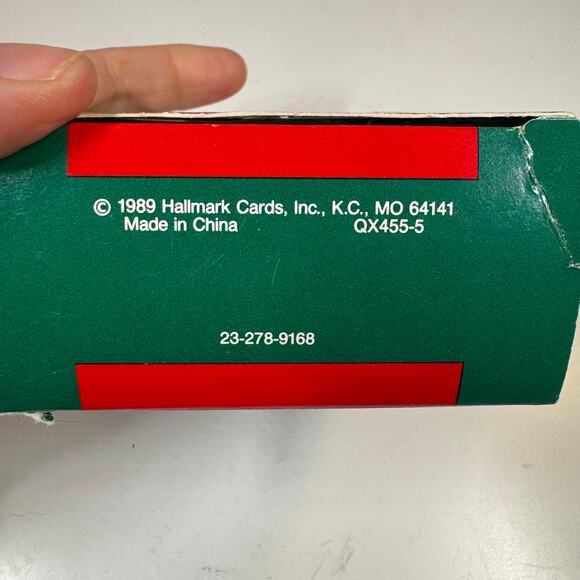 © 1989 Hallmark Cards, Inc., K.C., MO 64141
Made in China QX455-5
23-278-9168